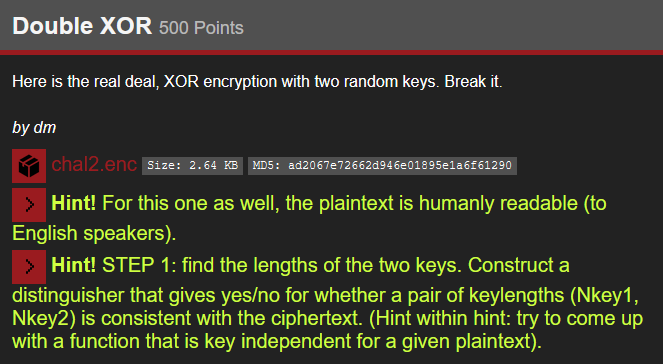 Double XOR 500 Points
Here is the real deal, XOR encryption with two random keys. Break it.
by dm
chal2.enc Size: 2.64 KB MD5: ad2067e72662d946e01895e1a6f61290
Hint! For this one as well, the plaintext is humanly readable (to
English speakers).
Hint! STEP 1: find the lengths of the two keys. Construct a
distinguisher that gives yes/no for whether a pair of keylengths (Nkey1,
Nkey2) is consistent with the ciphertext. (Hint within hint: try to come up
with a function that is key independent for a given plaintext).